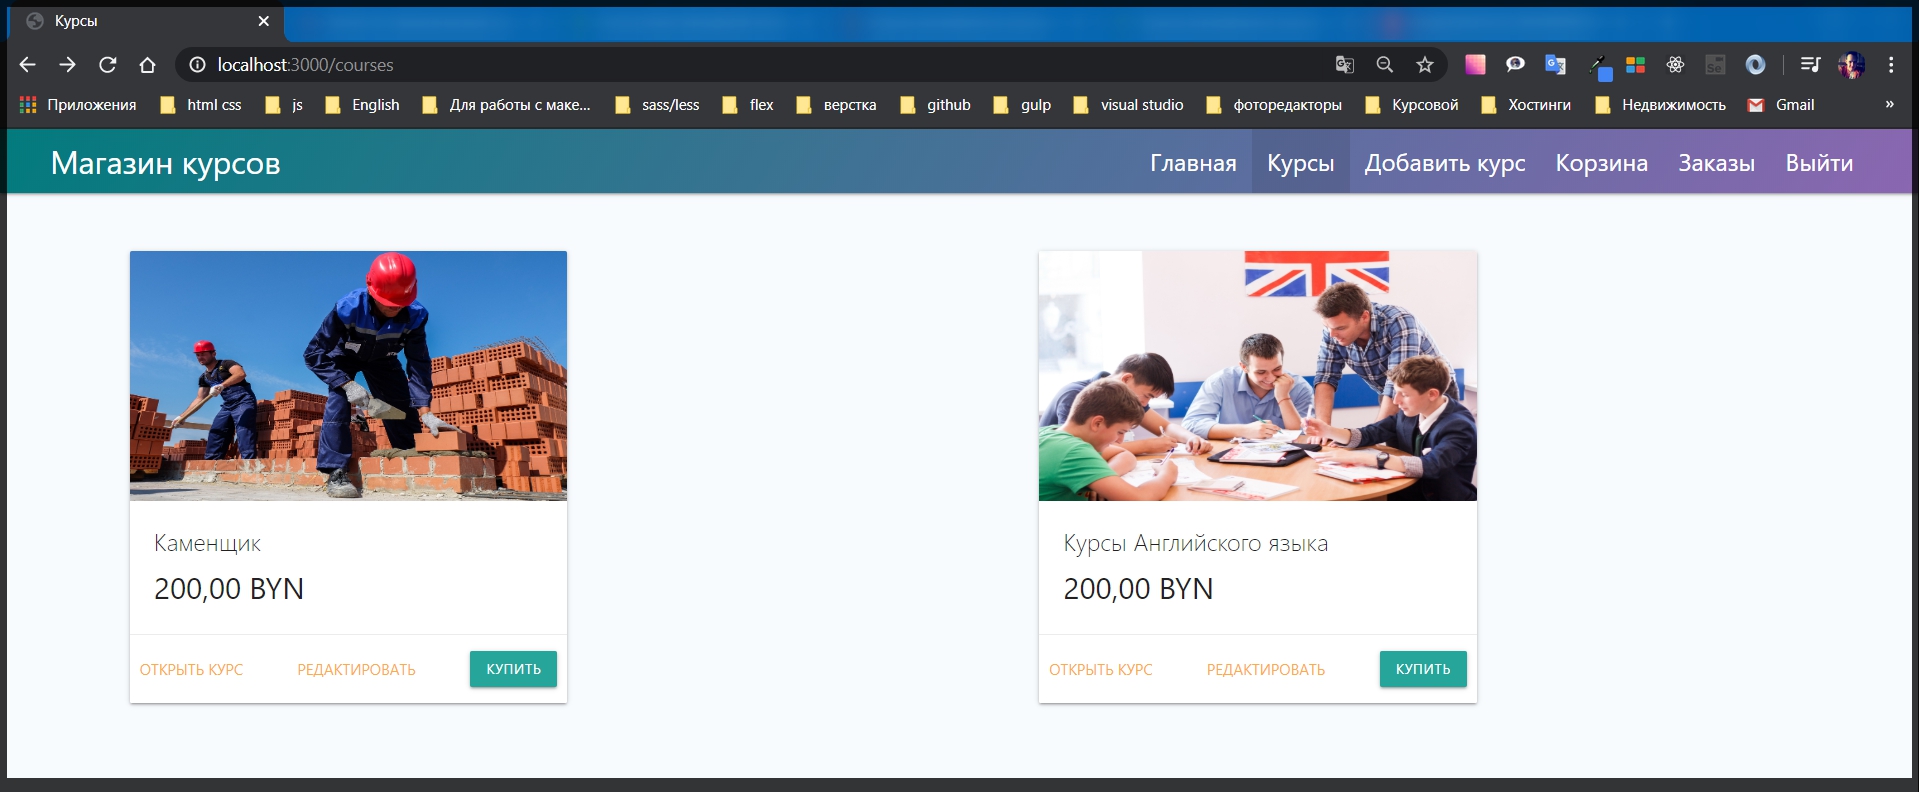 Курсы
localhost:3000/courses
Приложения html css js English Для работы с маке... sass/less flex верстка github gulp visual studio фоторедакторы Курсовой Хостинги Недвижимость Gmail »
Магазин курсов Главная Курсы Добавить курс Корзина Заказы Выйти
Каменщик
200,00 BYN
ОТКРЫТЬ КУРС РЕДАКТИРОВАТЬ КУПИТЬ
Курсы Английского языка
200,00 BYN
ОТКРЫТЬ КУРС РЕДАКТИРОВАТЬ КУПИТЬ